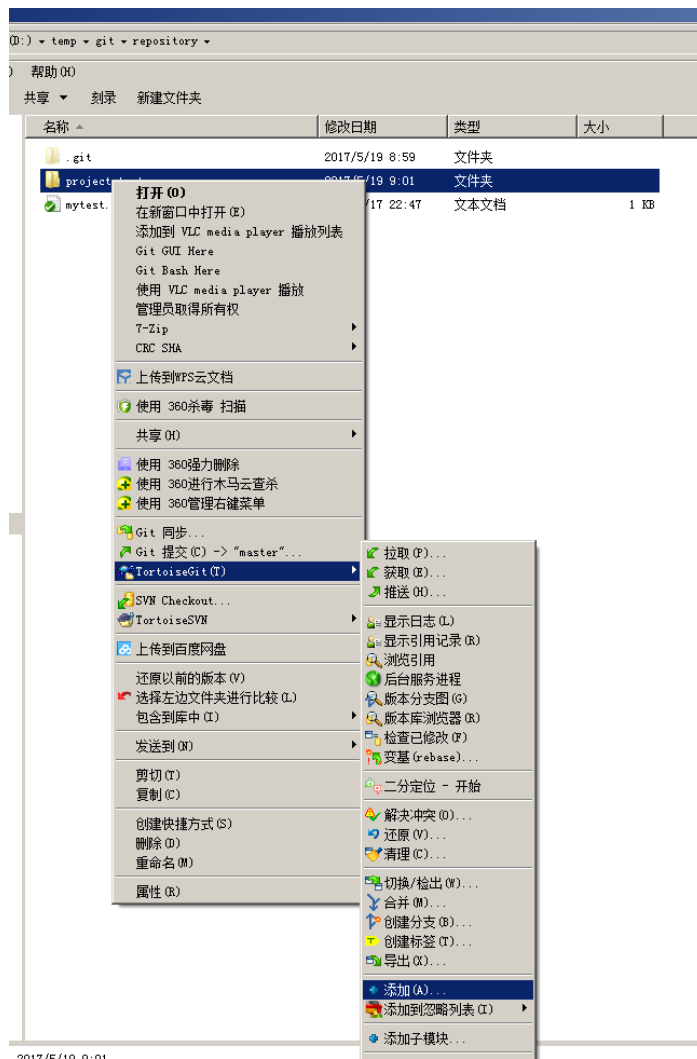 (D:) ▾ temp ▾ git ▾ repository ▾
) 帮助(H)
共享 ▾ 刻录 新建文件夹
名称 修改日期 类型 大小
.git 2017/5/19 8:59 文件夹
project 2017/5/19 9:01 文件夹
mytest. /17 22:47 文本文档 1 KB
打开(O)
在新窗口中打开(E)
添加到 VLC media player 播放列表
Git GUI Here
Git Bash Here
使用 VLC media player 播放
管理员取得所有权
7-Zip
CRC SHA
上传到WPS云文档
使用 360杀毒 扫描
共享(H)
使用 360强力删除
使用 360进行木马云查杀
使用 360管理右键菜单
Git 同步...
Git 提交(C) -> "master"...
TortoiseGit(T)
SVN Checkout...
TortoiseSVN
上传到百度网盘
还原以前的版本(V)
选择左边文件夹进行比较(L)
包含到库中(I)
发送到(N)
剪切(T)
复制(C)
创建快捷方式(S)
删除(D)
重命名(M)
属性(R)
拉取(P)...
获取(E)...
推送(H)...
显示日志(L)
显示引用记录(R)
浏览引用
后台服务进程
版本分支图(G)
版本库浏览器(R)
检查已修改(F)
变基(rebase)...
二分定位 - 开始
解决冲突(O)...
还原(V)...
清理(C)...
切换/检出(W)...
合并(M)...
创建分支(B)...
创建标签(T)...
导出(X)...
添加(A)...
添加到忽略列表(I)
添加子模块...
2017/5/19 9:01